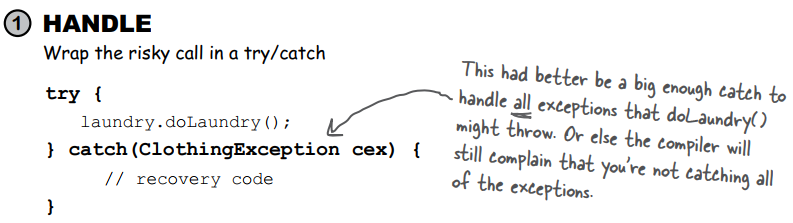 1 HANDLE
Wrap the risky call in a try/catch
try {
laundry.doLaundry();
} catch(ClothingException cex) {
// recovery code
}
This had better be a big enough catch to
handle all exceptions that doLaundry()
might throw. Or else the compiler will
still complain that you're not catching all
of the exceptions.